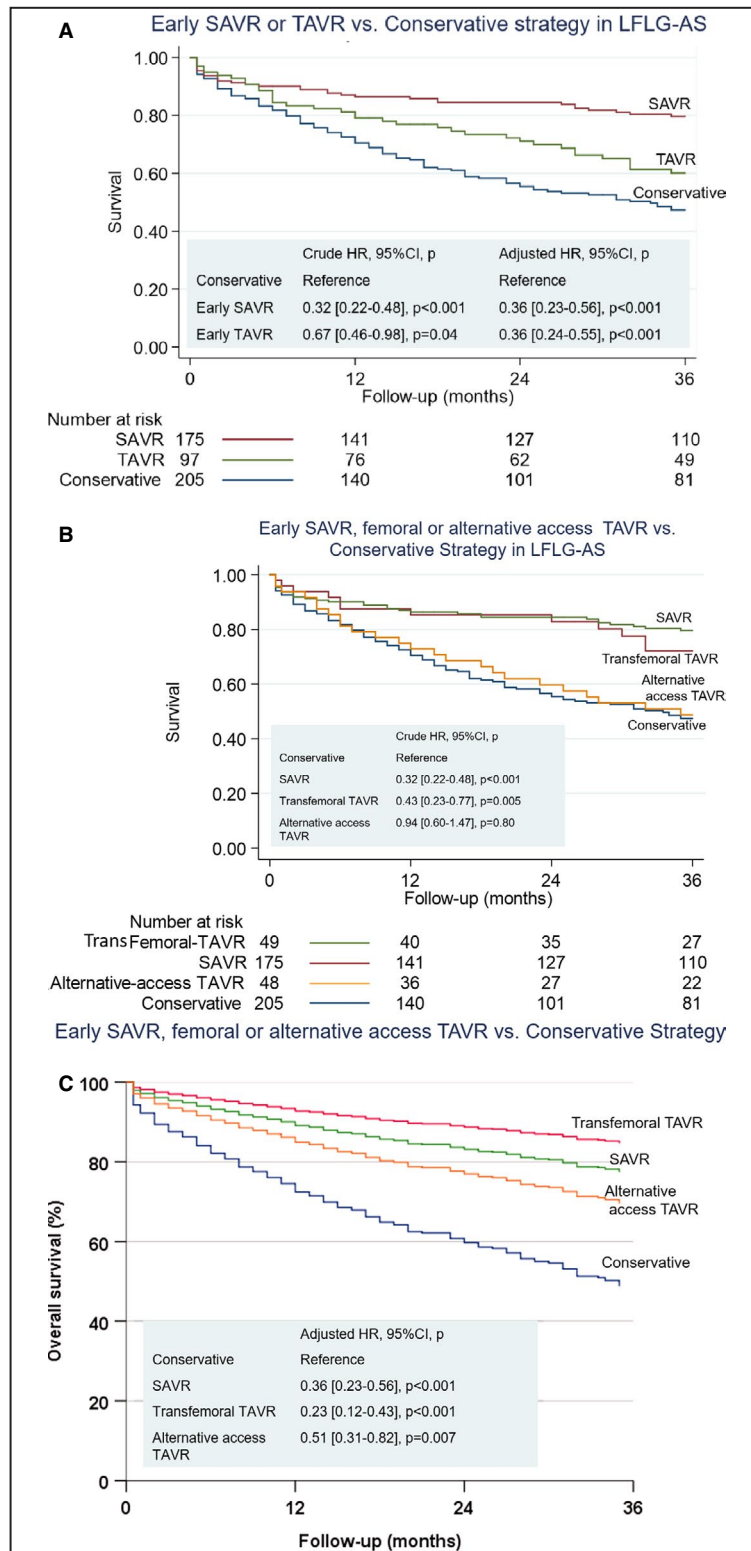 A
Early SAVR or TAVR vs. Conservative strategy in LFLG-AS
1.00
0.80
0.60
0.40
0.20
0.00
Survival
SAVR
TAVR
Conservative
Crude HR, 95%CI, p Adjusted HR, 95%CI, p
Conservative Reference Reference
Early SAVR 0.32 [0.22-0.48], p<0.001 0.36 [0.23-0.56], p<0.001
Early TAVR 0.67 [0.46-0.98], p=0.04 0.36 [0.24-0.55], p<0.001
0 12 24 36
Follow-up (months)
Number at risk
SAVR 175 141 127 110
TAVR 97 76 62 49
Conservative 205 140 101 81
B
Early SAVR, femoral or alternative access TAVR vs.
Conservative Strategy in LFLG-AS
1.00
0.80
0.60
0.40
0.20
0.00
Survival
SAVR
Transfemoral TAVR
Alternative
access TAVR
Conservative
Crude HR, 95%CI, p
Conservative Reference
SAVR 0.32 [0.22-0.48], p<0.001
Transfemoral TAVR 0.43 [0.23-0.77], p=0.005
Alternative access 0.94 [0.60-1.47], p=0.80
TAVR
0 12 24 36
Follow-up (months)
Number at risk
TransFemoral-TAVR 49 40 35 27
SAVR 175 141 127 110
Alternative-access TAVR 48 36 27 22
Conservative 205 140 101 81
Early SAVR, femoral or alternative access TAVR vs. Conservative Strategy
C
100
80
60
40
20
0
Overall survival (%)
Transfemoral TAVR
SAVR
Alternative
access TAVR
Conservative
Adjusted HR, 95%CI, p
Conservative Reference
SAVR 0.36 [0.23-0.56], p<0.001
Transfemoral TAVR 0.23 [0.12-0.43], p<0.001
Alternative access 0.51 [0.31-0.82], p=0.007
TAVR
0 12 24 36
Follow-up (months)